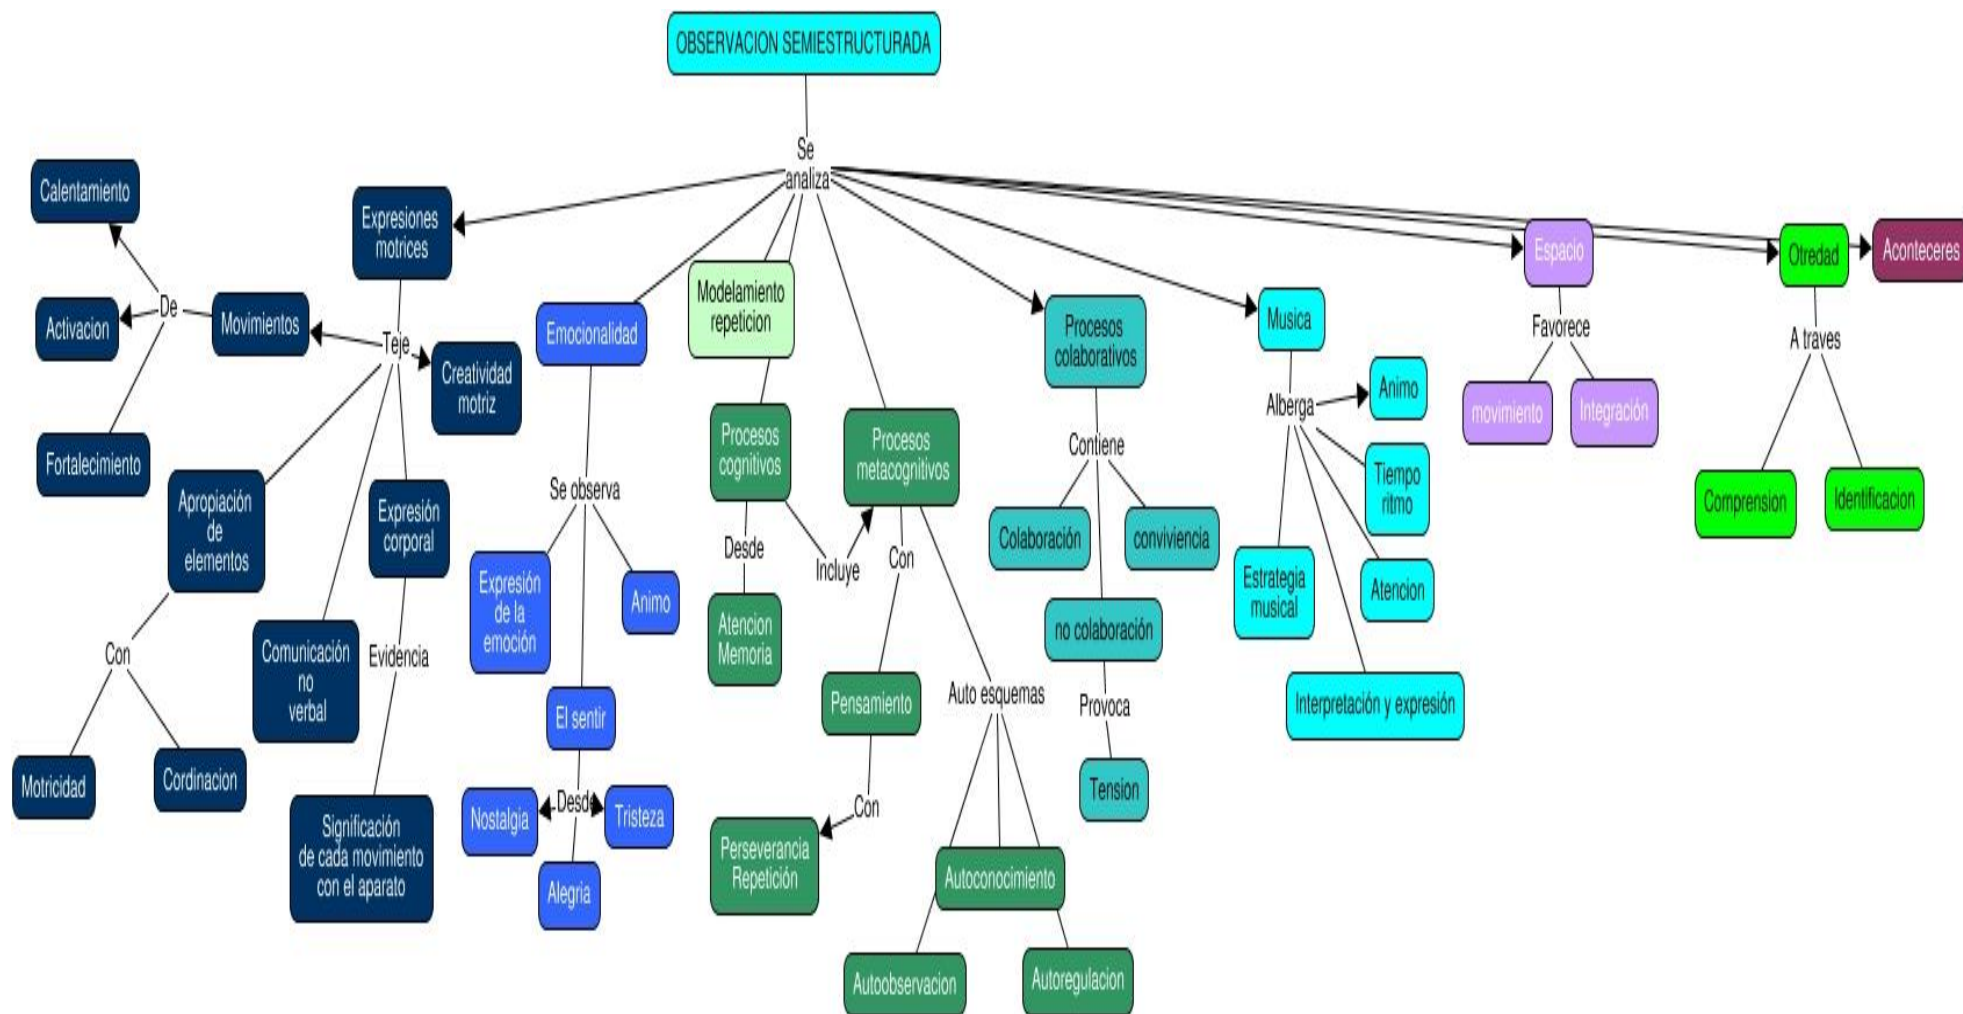 OBSERVACION SEMIESTRUCTURADA
Se
analiza
Calentamiento
Expresiones
motrices
De
Activacion
Movimientos
Teje
Creatividad
motriz
Fortalecimiento
Apropiación
de
elementos
Expresión
corporal
Con
Comunicación
no
verbal
Evidencia
Motricidad
Cordinacion
Significación
de cada movimiento
con el aparato
Emocionalidad
Se observa
Expresión
de la
emoción
Animo
El sentir
Desde
Nostalgia
Tristeza
Alegria
Modelamiento
repeticion
Procesos
cognitivos
Desde
Incluye
Atencion
Memoria
Procesos
metacognitivos
Con
Pensamiento
Con
Perseverancia
Repetición
Auto esquemas
Autoconocimiento
Autoobservacion
Autoregulacion
Procesos
colaborativos
Contiene
Colaboración
conviviencia
no colaboración
Provoca
Tension
Musica
Alberga
Animo
Tiempo
ritmo
Atencion
Estrategia
musical
Interpretación y expresión
Espacio
Favorece
movimiento
Integración
Otredad
A traves
Comprension
Identificacion
Aconteceres